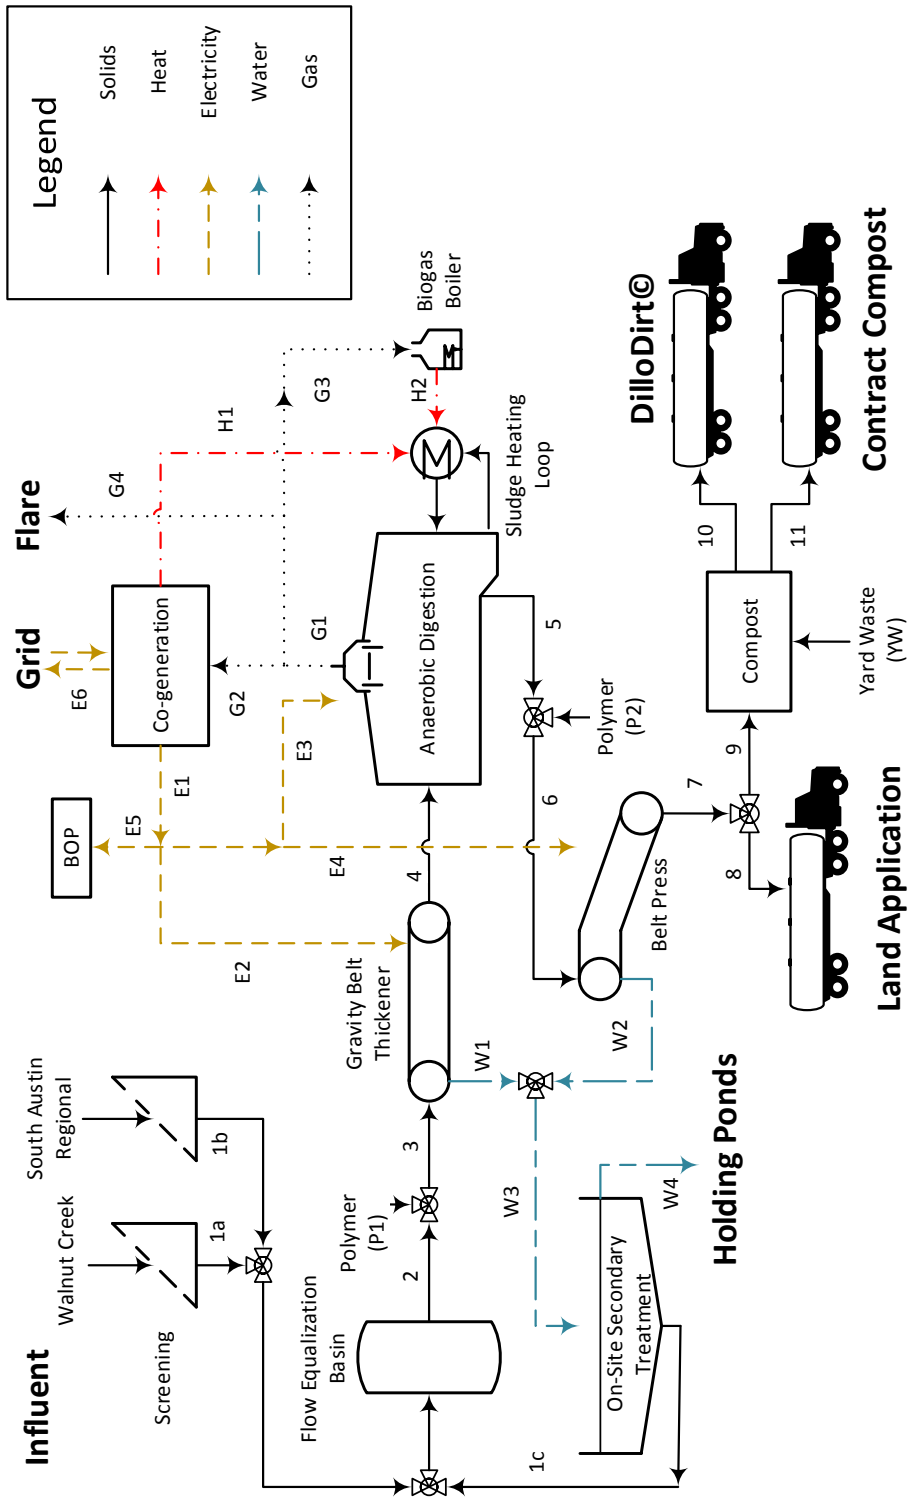 Influent
Walnut Creek
South Austin
Regional
Screening
1a
1b
Flow Equalization
Basin
2
Polymer
(P1)
3
Gravity Belt
Thickener
4
1c
On-Site Secondary
Treatment
W1
W2
W3
W4
Holding Ponds
BOP
E1
E2
E3
E4
E5
E6
Grid
Flare
Co-generation
G1
G2
G3
G4
H1
H2
Biogas
Boiler
Anaerobic Digestion
Sludge Heating
Loop
5
Polymer
(P2)
6
Belt Press
7
8
9
Land Application
Compost
Yard Waste
(YW)
10
11
DilloDirt©
Contract Compost
Legend
Solids
Heat
Electricity
Water
Gas